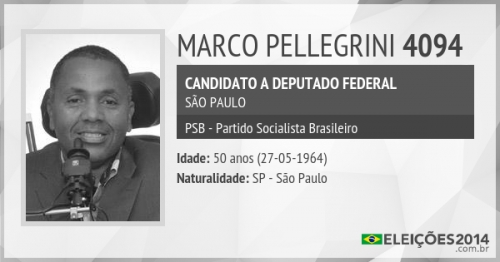 MARCO PELLEGRINI 4094
CANDIDATO A DEPUTADO FEDERAL
SÃO PAULO
PSB - Partido Socialista Brasileiro
Idade: 50 anos (27-05-1964)
Naturalidade: SP - São Paulo
ELEIÇÕES2014
.com.br